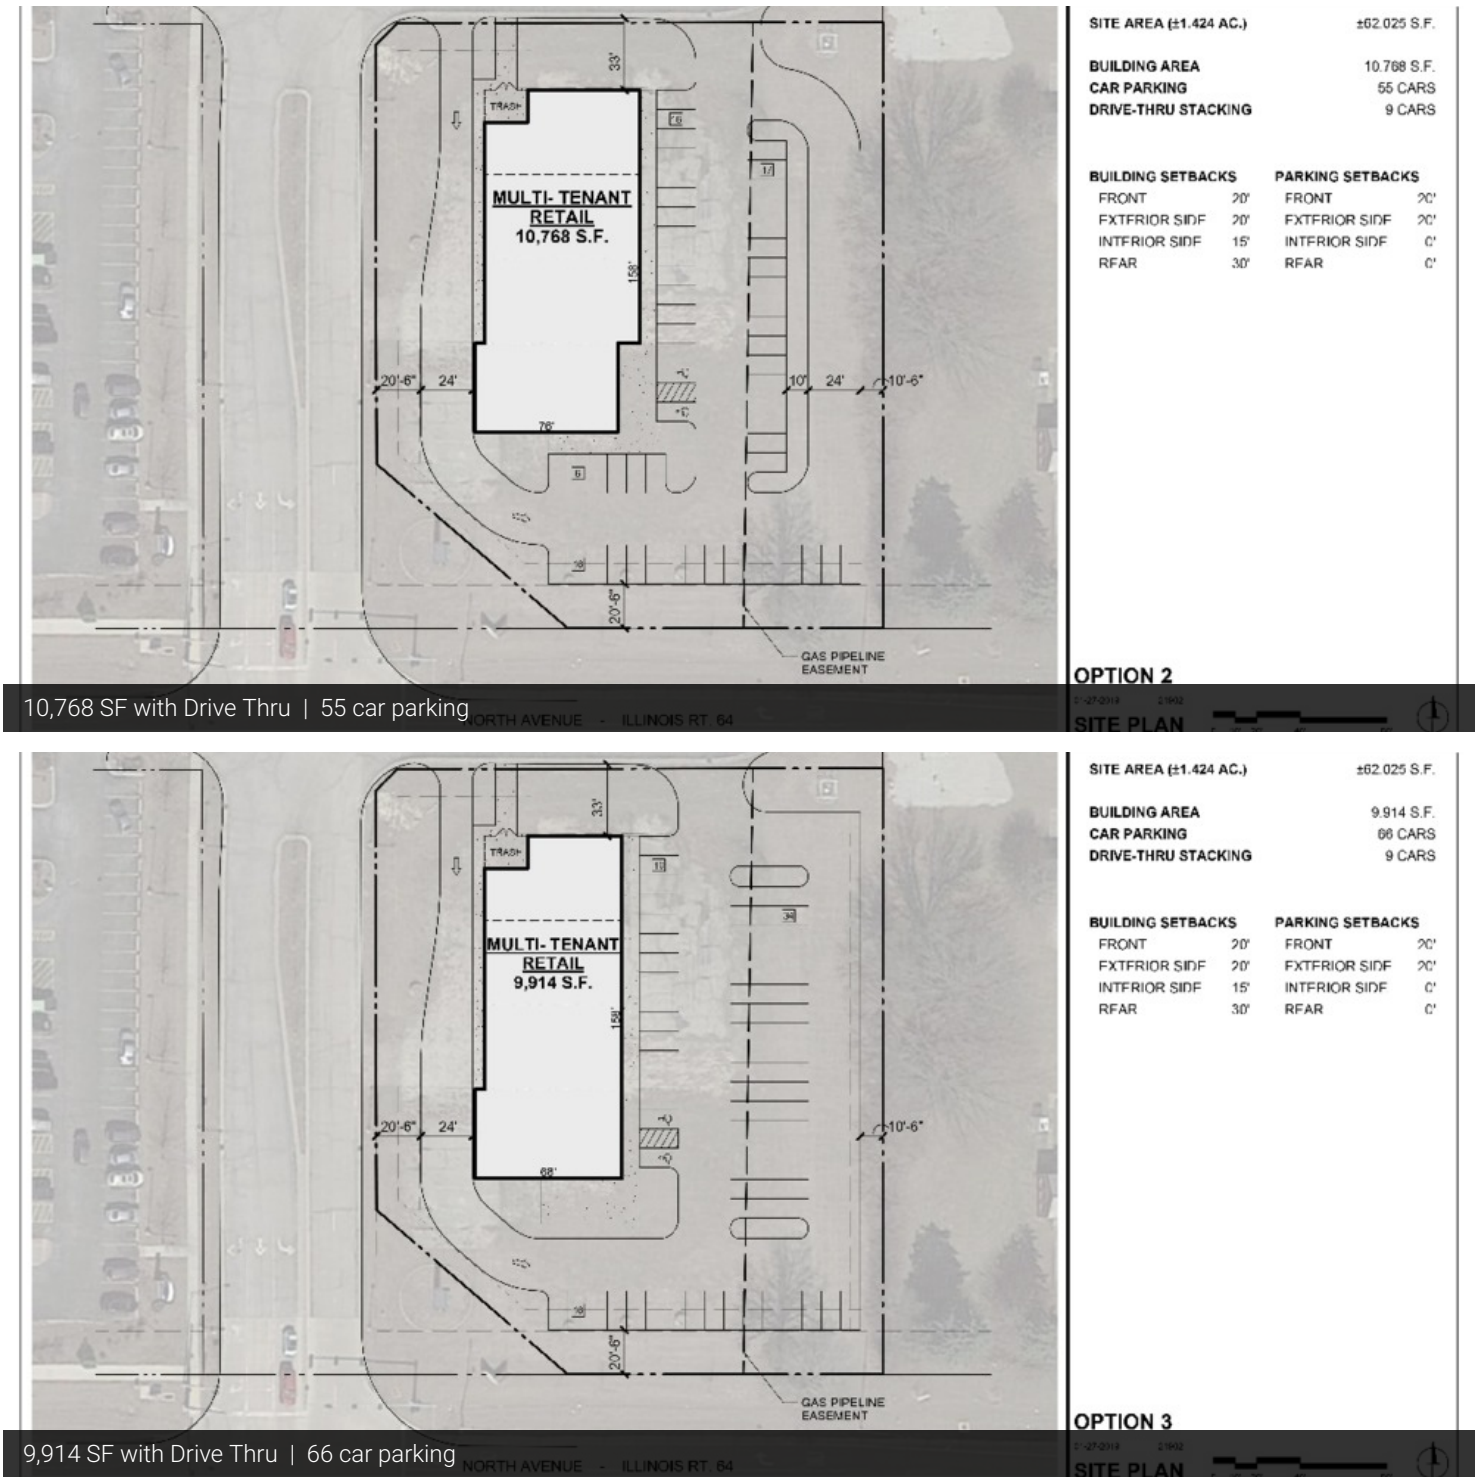 SITE AREA (±1.424 AC.) ±62.025 S.F.
BUILDING AREA 10.768 S.F.
CAR PARKING 55 CARS
DRIVE-THRU STACKING 9 CARS
BUILDING SETBACKS PARKING SETBACKS
FRONT 20' FRONT 20'
EXTERIOR SIDE 20' EXTERIOR SIDE 20'
INTERIOR SIDE 15' INTERIOR SIDE 0'
REAR 30' REAR 0'
33'
TRASH
16
17
MULTI-TENANT
RETAIL
10,768 S.F.
158'
20'-6" 24' 10' 24' 10'-6"
76'
6
16
20'-6"
GAS PIPELINE
EASEMENT
OPTION 2
10,768 SF with Drive Thru | 55 car parking
NORTH AVENUE - ILLINOIS RT. 64
SITE PLAN
SITE AREA (±1.424 AC.) ±62.025 S.F.
BUILDING AREA 9.914 S.F.
CAR PARKING 66 CARS
DRIVE-THRU STACKING 9 CARS
BUILDING SETBACKS PARKING SETBACKS
FRONT 20' FRONT 20'
EXTERIOR SIDE 20' EXTERIOR SIDE 20'
INTERIOR SIDE 15' INTERIOR SIDE 0'
REAR 30' REAR 0'
33'
TRASH
34
MULTI-TENANT
RETAIL
9,914 S.F.
158'
20'-6" 24' 10'-6"
68'
16
20'-6"
GAS PIPELINE
EASEMENT
OPTION 3
9,914 SF with Drive Thru | 66 car parking
NORTH AVENUE - ILLINOIS RT. 64
SITE PLAN